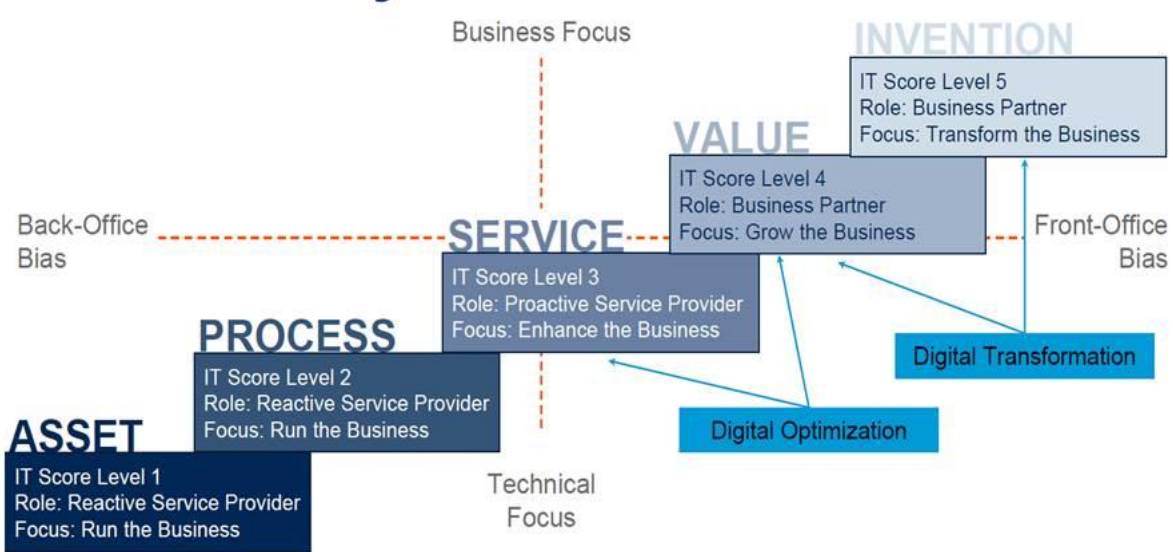 Business Focus
INVENTION
IT Score Level 5
Role: Business Partner
Focus: Transform the Business
VALUE
IT Score Level 4
Role: Business Partner
Focus: Grow the Business
Back-Office
Bias
Front-Office
Bias
SERVICE
IT Score Level 3
Role: Proactive Service Provider
Focus: Enhance the Business
PROCESS
IT Score Level 2
Role: Reactive Service Provider
Focus: Run the Business
Digital Transformation
Digital Optimization
ASSET
IT Score Level 1
Role: Reactive Service Provider
Focus: Run the Business
Technical
Focus